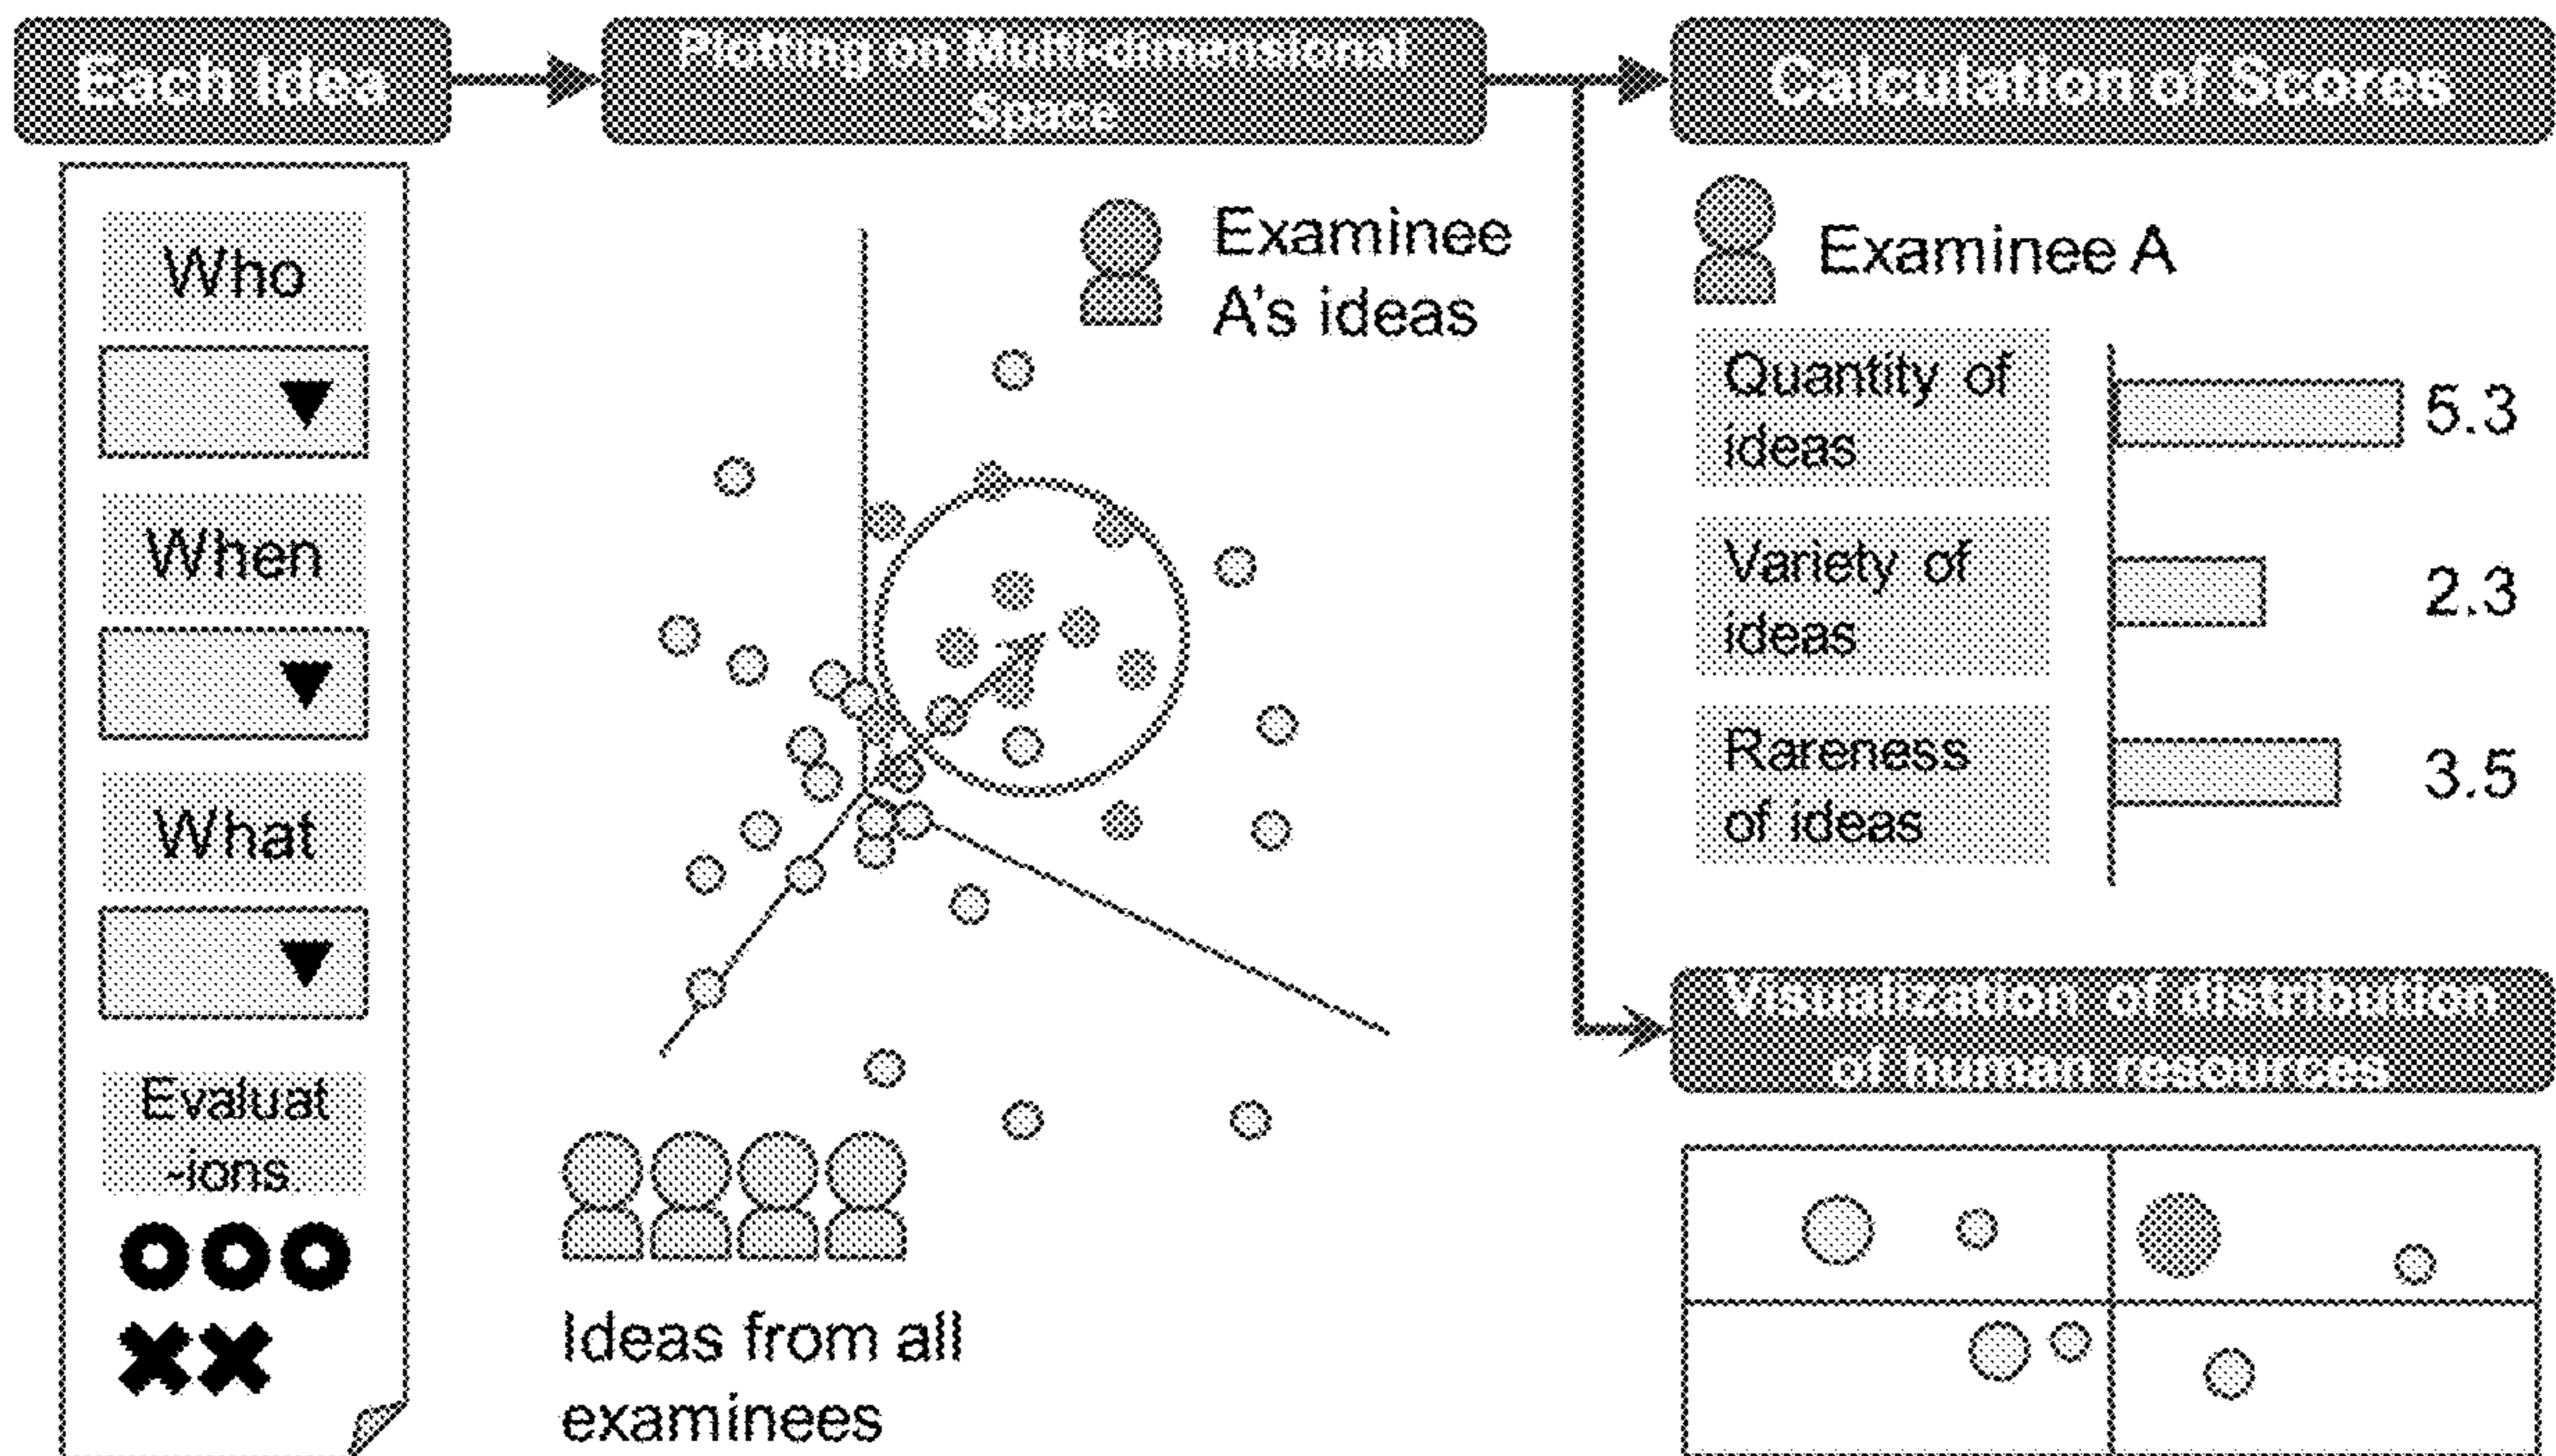 Each Idea
Plotting on Multi-dimensional
Space
Calculation of Scores
Who
When
What
Evaluat
-ions.
Examinee
A's ideas
Ideas from all
examinees
Examinee A
Quantity of
ideas
5.3
Variety of
ideas
2.3
Rareness
of ideas
3.5
Visualization of distribution
of human resources